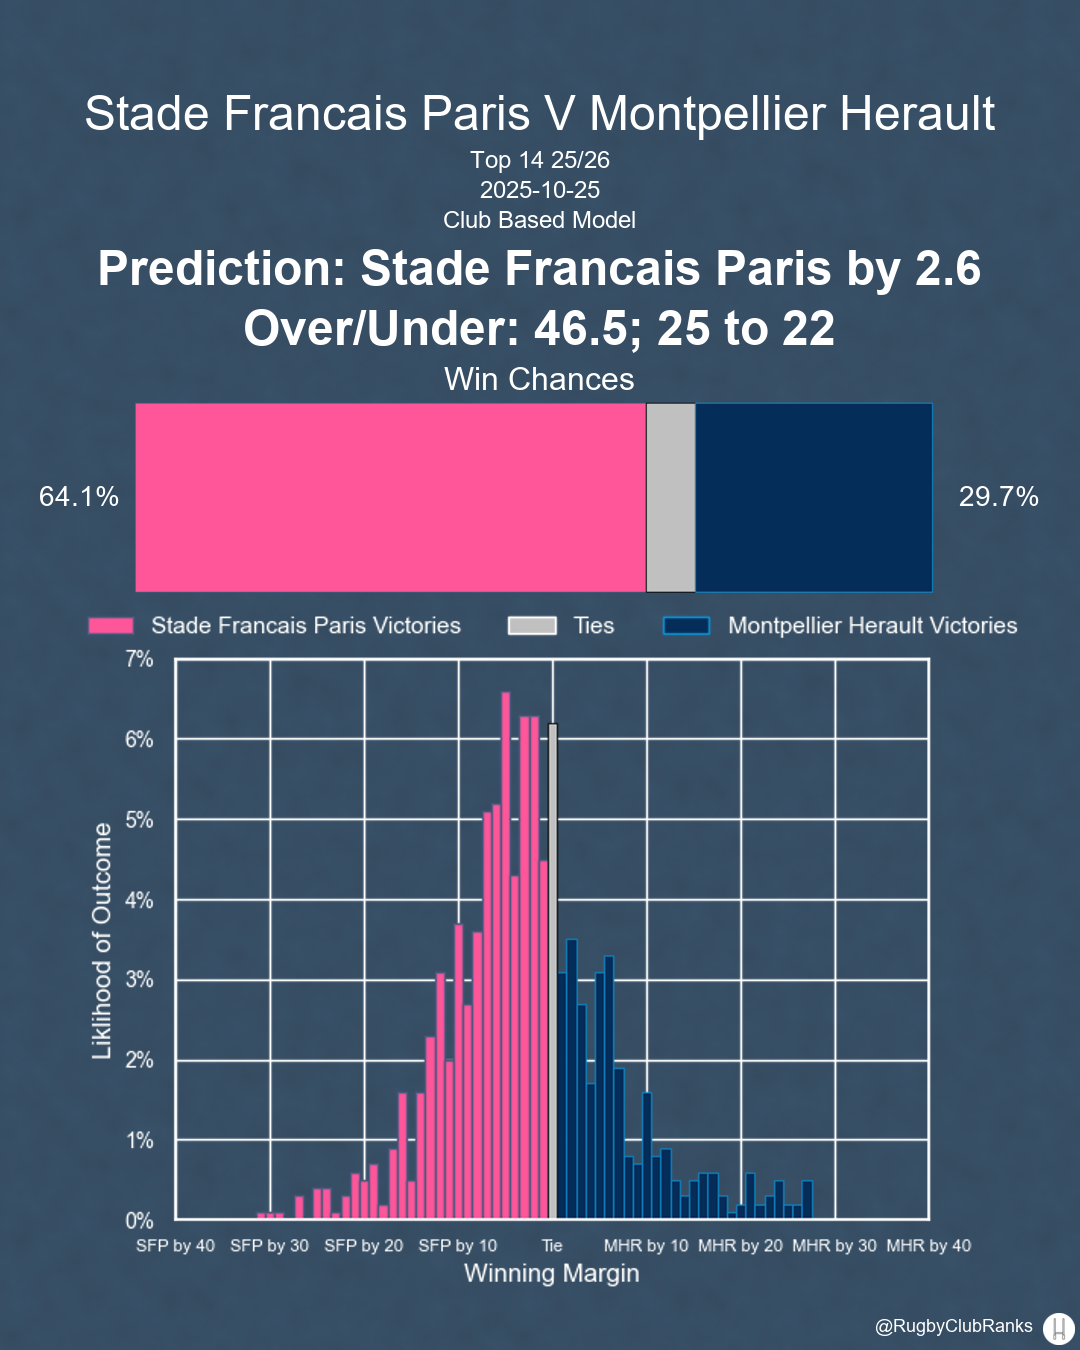 Stade Francais Paris V Montpellier Herault
Top 14 25/26
2025-10-25
Club Based Model
Prediction: Stade Francais Paris by 2.6
Over/Under: 46.5; 25 to 22
Win Chances
64.1%
29.7%
Stade Francais Paris Victories Ties Montpellier Herault Victories
7%
6%
5%
4%
3%
2%
1%
0%
Liklihood of Outcome
SFP by 40 SFP by 30 SFP by 20 SFP by 10 Tie MHR by 10 MHR by 20 MHR by 30 MHR by 40
Winning Margin
@RugbyClubRanks